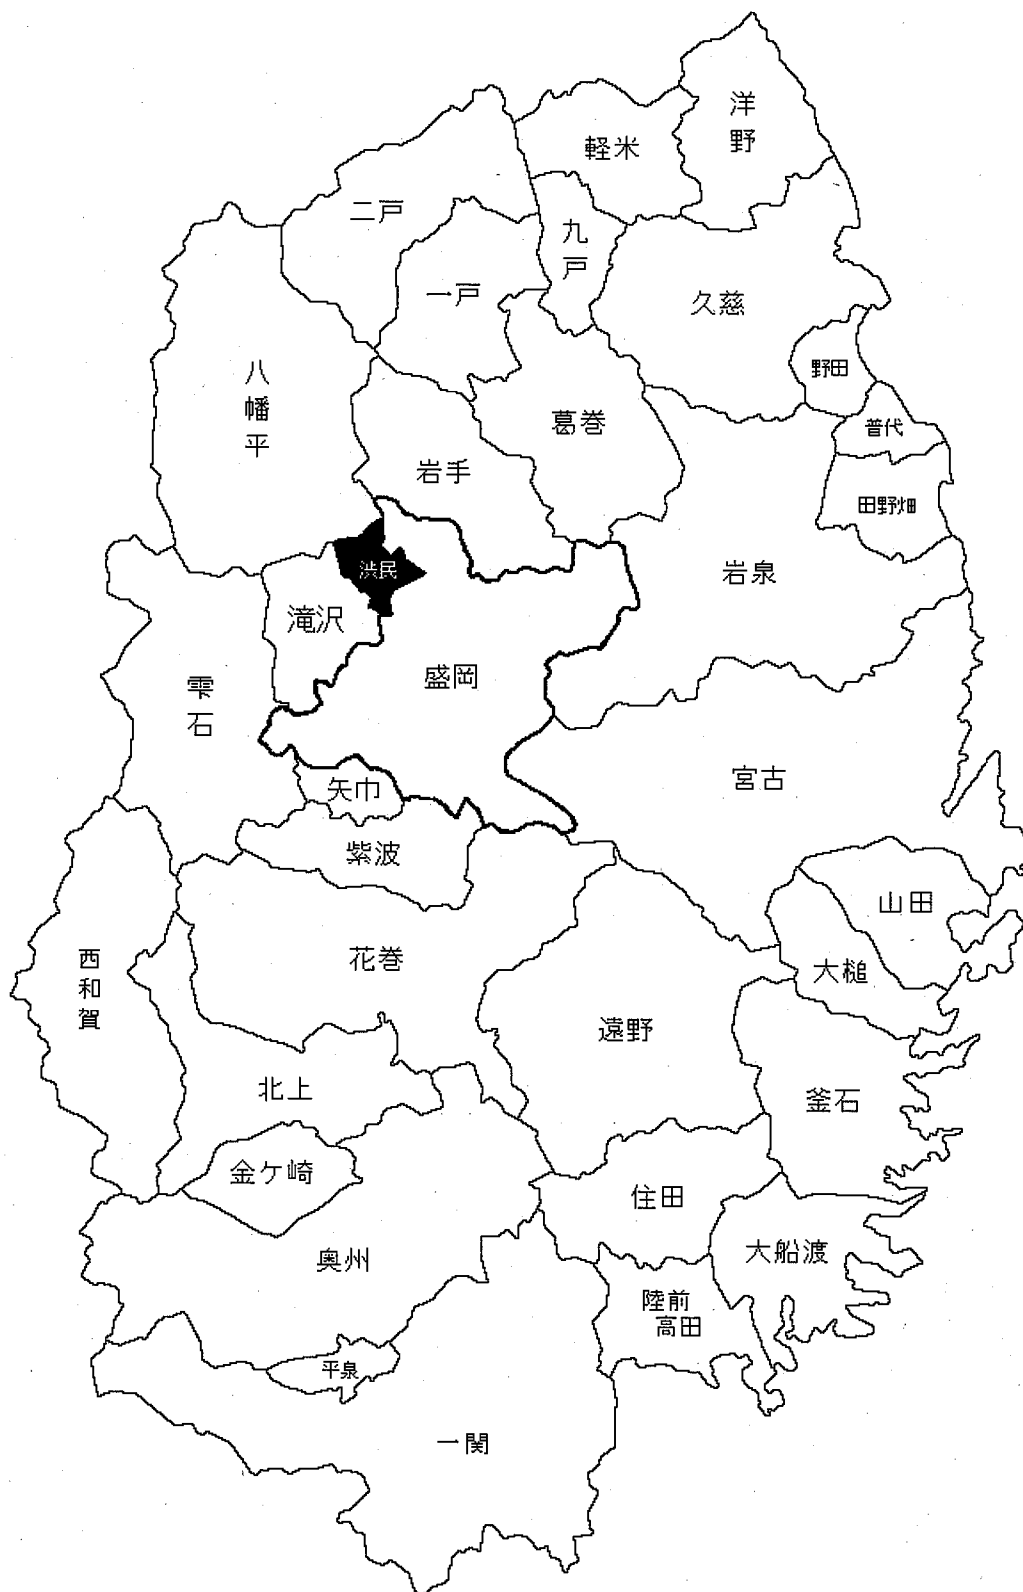 洋野
軽米
二戸
九戸
一戸
久慈
野田
八幡平
葛巻
普代
岩手
田野畑
渋民
岩泉
滝沢
盛岡
雫石
宮古
矢巾
紫波
山田
花巻
大槌
西和賀
遠野
北上
釜石
金ケ崎
住田
奥州
大船渡
陸前
高田
平泉
一関